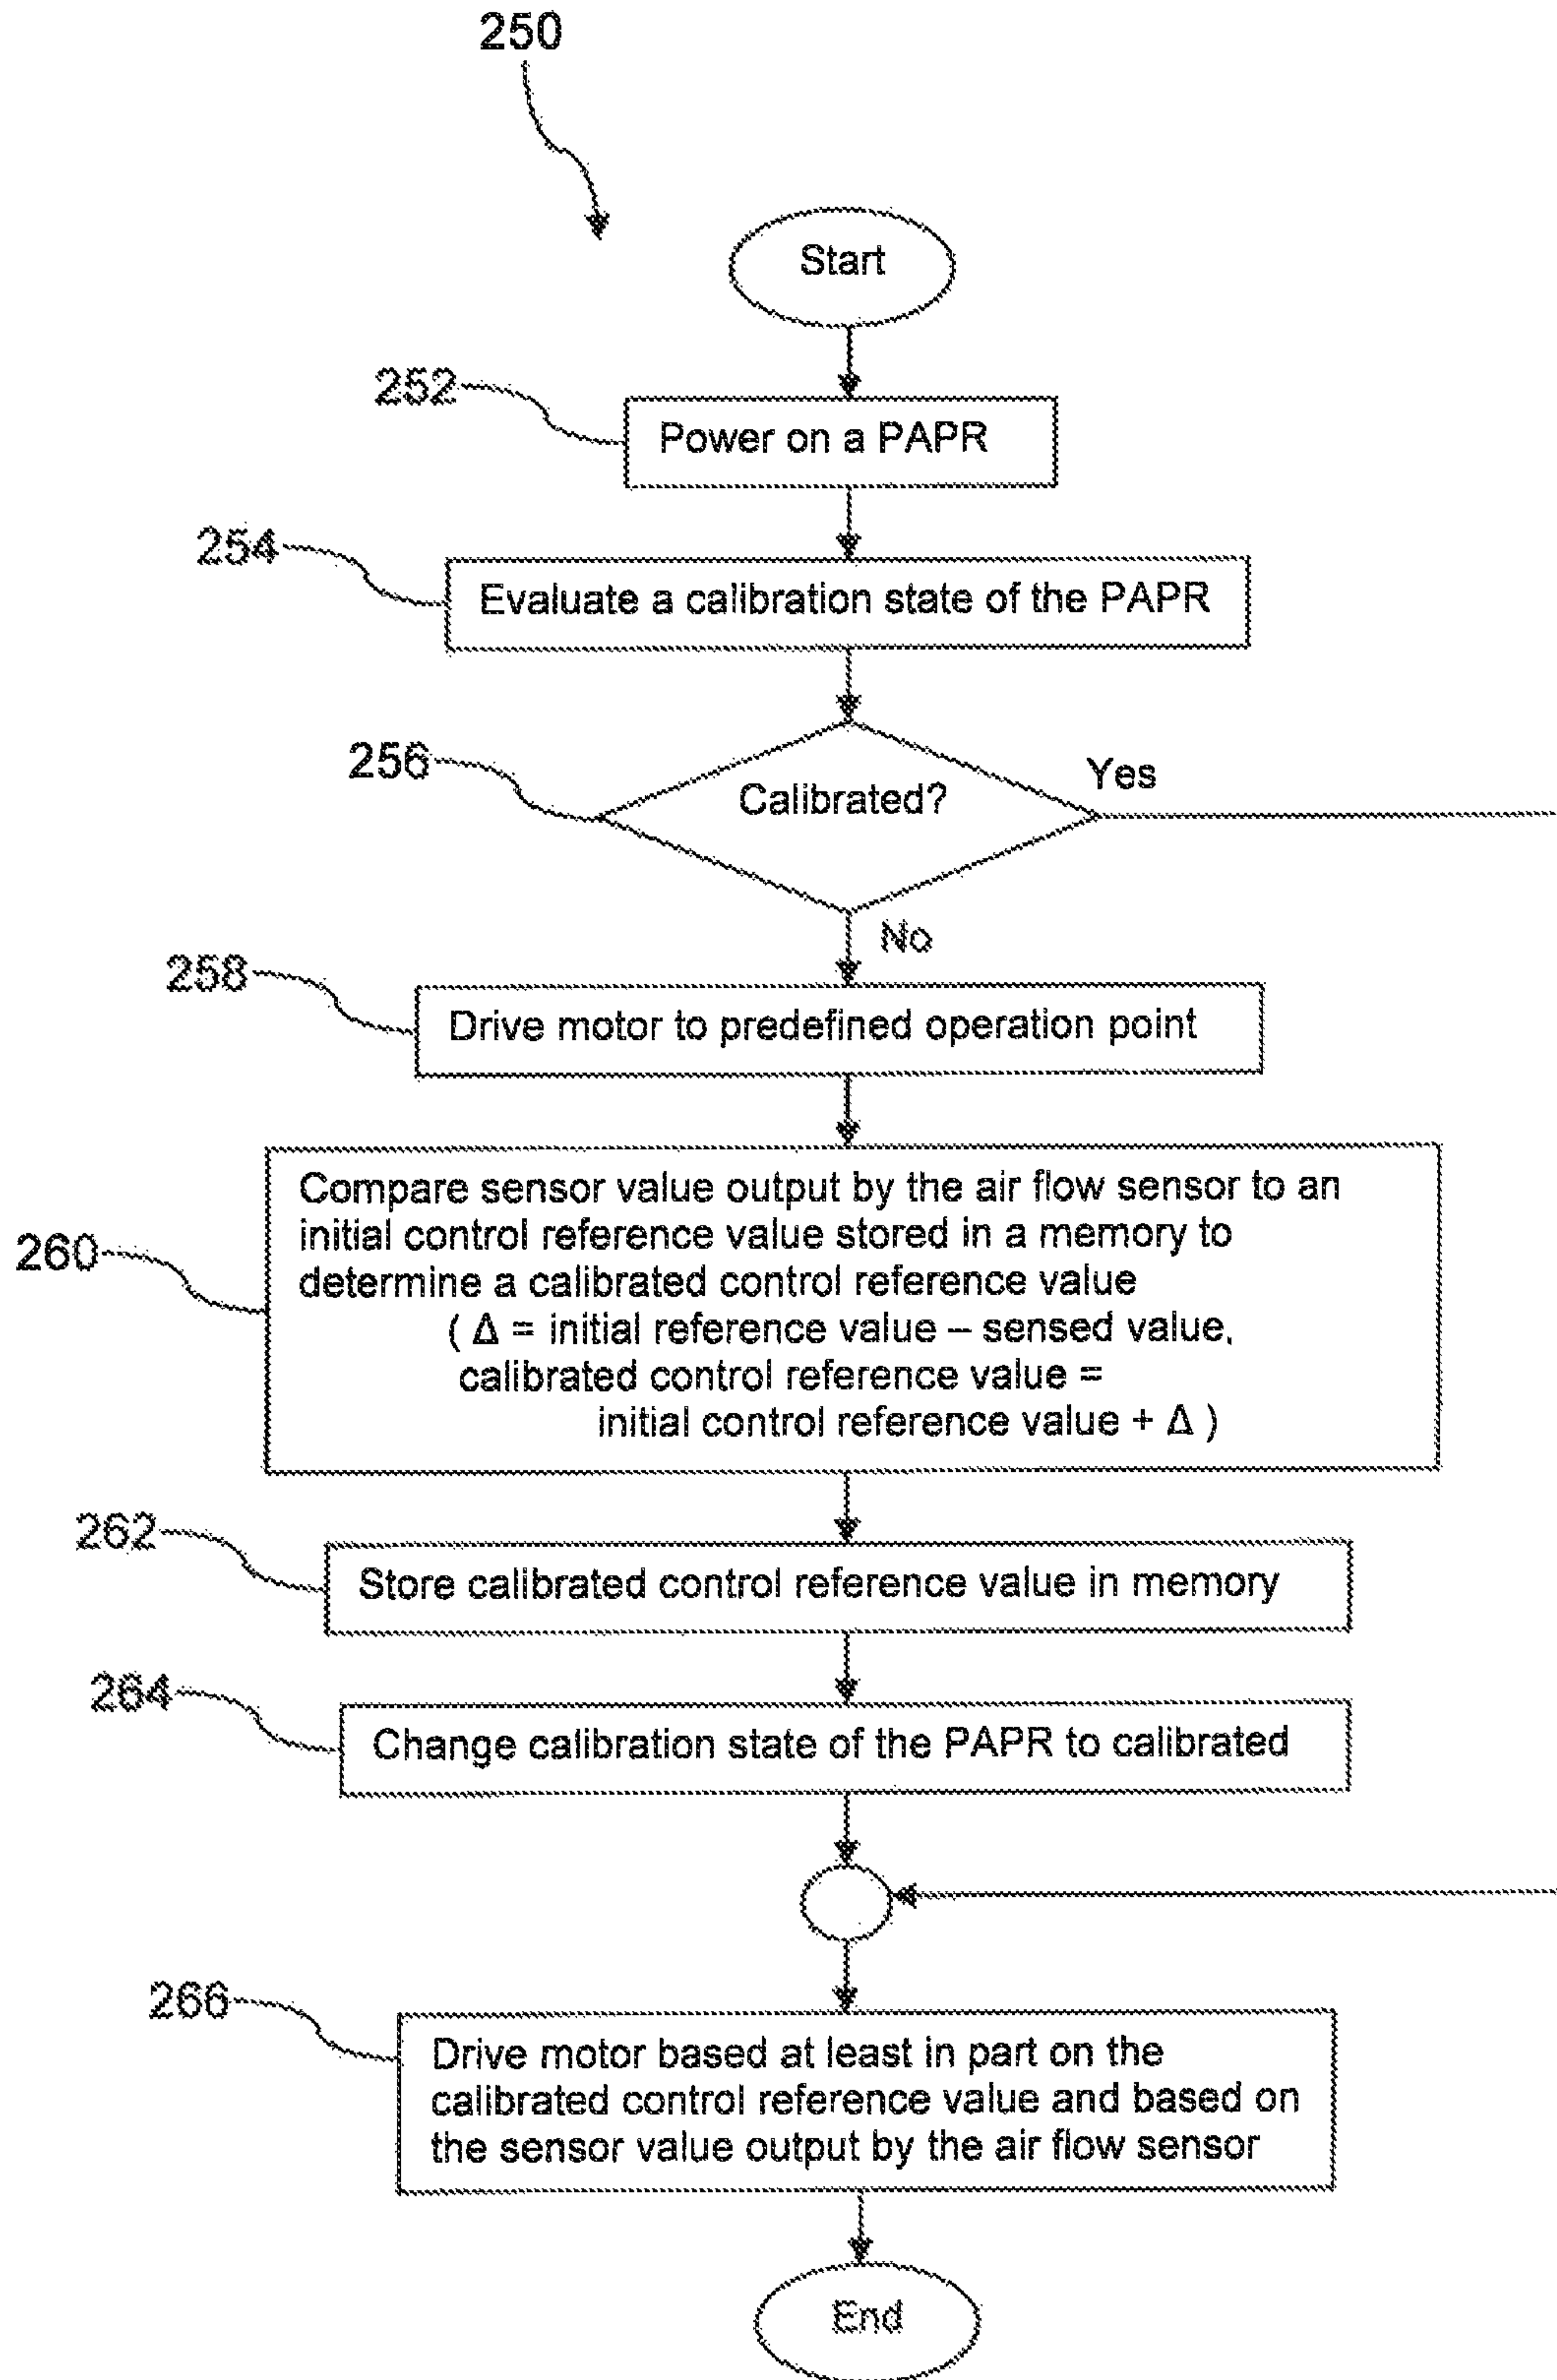 250
Start
252
Power on a PAPR
254
Evaluate a calibration state of the PAPR
256
Calibrated?
Yes
No
258
Drive motor to predefined operation point
260
Compare sensor value output by the air flow sensor to an
initial control reference value stored in a memory to
determine a calibrated control reference value
( Δ = initial reference value – sensed value,
calibrated control reference value =
initial control reference value + Δ )
262
Store calibrated control reference value in memory
264
Change calibration state of the PAPR to calibrated
266
Drive motor based at least in part on the
calibrated control reference value and based on
the sensor value output by the air flow sensor
End